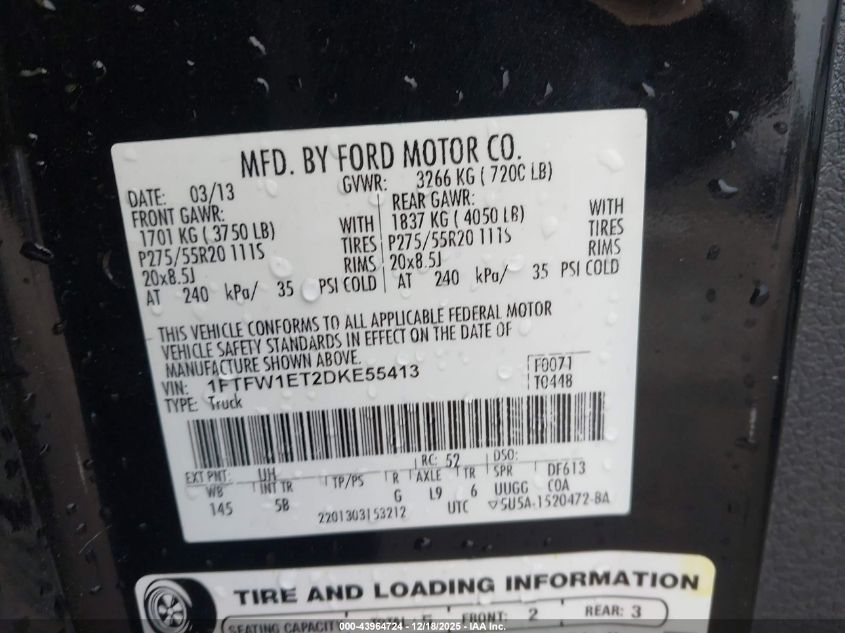 MFD. BY FORD MOTOR CO.
DATE: 03/13 GVWR: 3266 KG ( 720C LB)
FRONT GAWR: REAR GAWR:
1701 KG ( 3750 LB) WITH 1837 KG ( 4050 LB) WITH
P275/55R20 111S TIRES P275/55R20 111S TIRES
20x8.5J RIMS 20x8.5J RIMS
AT 240 kPa/ 35 PSI COLD AT 240 kPa/ 35 PSI COLD
THIS VEHICLE CONFORMS TO ALL APPLICABLE FEDERAL MOTOR
VEHICLE SAFETY STANDARDS IN EFFECT ON THE DATE OF
MANUFACTURE SHOWN ABOVE.
VIN: 1FTFW1ET2DKE55413 F0071
TYPE: Truck T0448
EXT PNT: UH RC: 52 DSO:
WB INT TR TP/PS R AXLE TR SPR DF613
145 5B G L9 6 UUGG COA
2201303153212 UTC ▽5U5A-1520472-BA
TIRE AND LOADING INFORMATION
SEATING CAPACITY TOTAL 5 FRONT: 2 REAR: 3
000-43964724 | 12/18/2025 - IAA, Inc.